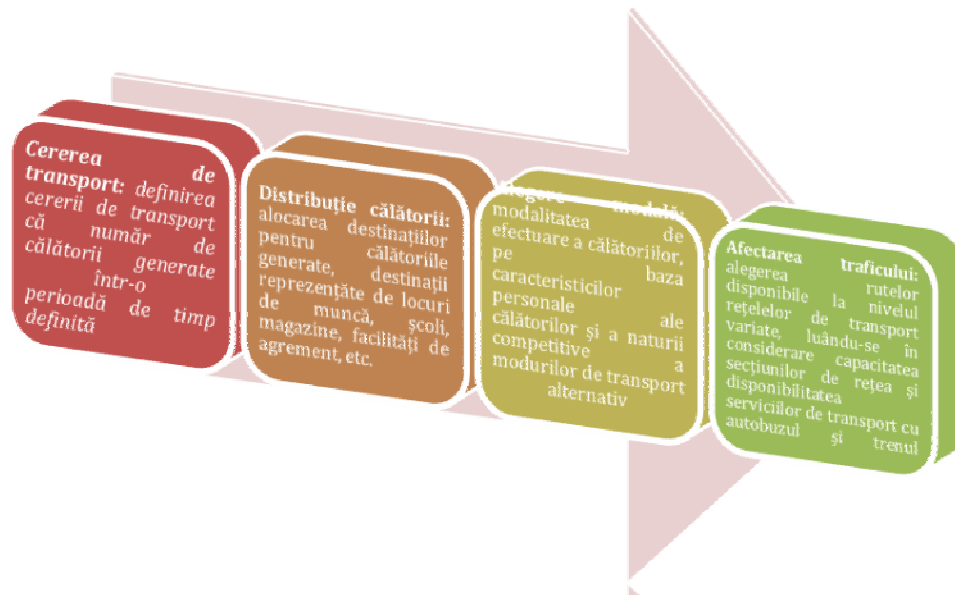 Cererea de
transport: definirea
cererii de transport
că număr de
călătorii generate
într-o
perioadă de timp
definită
Distribuție călătorii:
alocarea destinațiilor
pentru călătoriile
generate, destinații
reprezențate de locuri
de muncă, școli,
magazine, facilități de
agrement, etc.
modală:
modalitatea de
efectuare a călătoriilor,
pe baza
caracteristicilor
personale ale
călătorilor și a naturii
competitive a
modurilor de transport
alternativ
Afectarea traficului:
alegerea rutelor
disponibile la nivelul
rețelelor de transport
variate, luându-se în
considerare capacitatea
secțiunilor de rețea și
disponibilitatea
serviciilor de transport cu
autobuzul și trenul